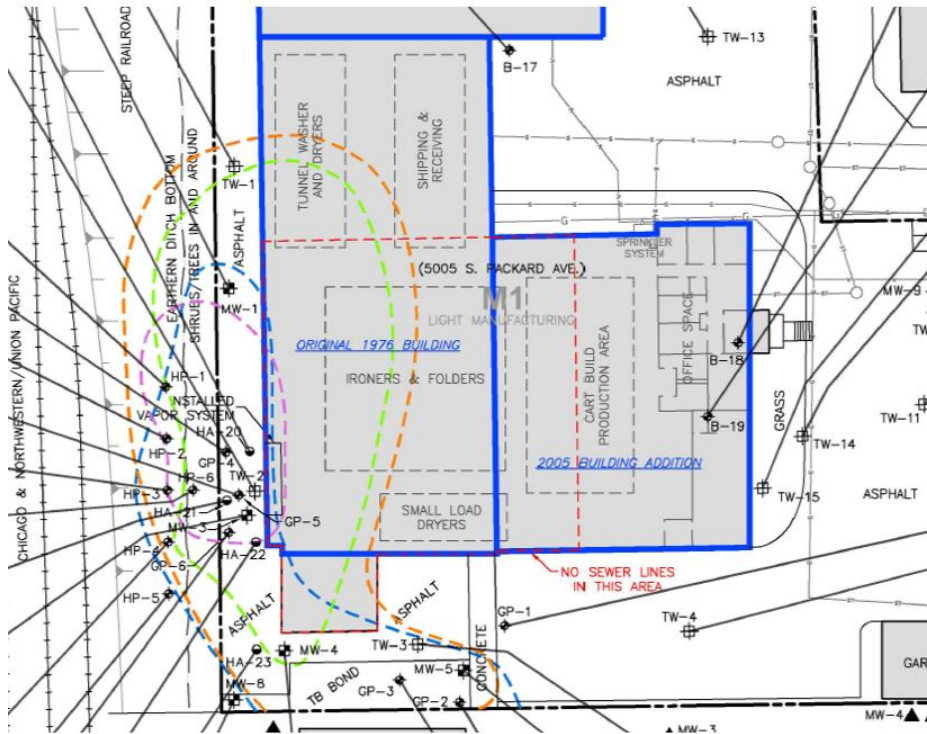 STEEP RAILROAD
TW-13
B-17
ASPHALT
TUNNEL WASHER
AND DRYERS
SHIPPING &
RECEIVING
TW-1
EARTHERN DITCH BOTTOM
SHRUBS/TREES IN AND AROUND
ASPHALT
G
G
G
G
SPRINKLER
SYSTEM
(5005 S. PACKARD AVE.)
M1
LIGHT MANUFACTURING
MW-1
MW-9
ORIGINAL 1976 BUILDING
IRONERS & FOLDERS
CART BUILD
PRODUCTION AREA
OFFICE SPACE
B-18
HP-1
INSTALLED
VAPOR SYSTEM
HA-20
HP-2
GP-4
TW-2
HP-6
HP-3
HA-21
GP-5
MW-3
HA-22
HP-4
GP-6
HP-5
CHICAGO & NORTHWESTERN/UNION PACIFIC
B-19
GRASS
TW-11
TW-14
2005 BUILDING ADDITION
TW-15
ASPHALT
SMALL LOAD
DRYERS
NO SEWER LINES
IN THIS AREA
ASPHALT
ASPHALT
GP-1
TW-4
HA-23
MW-4
TW-3
CONCRETE
MW-5
MW-8
TB BOND
GP-3
GP-2
GAR
MW-3
MW-4